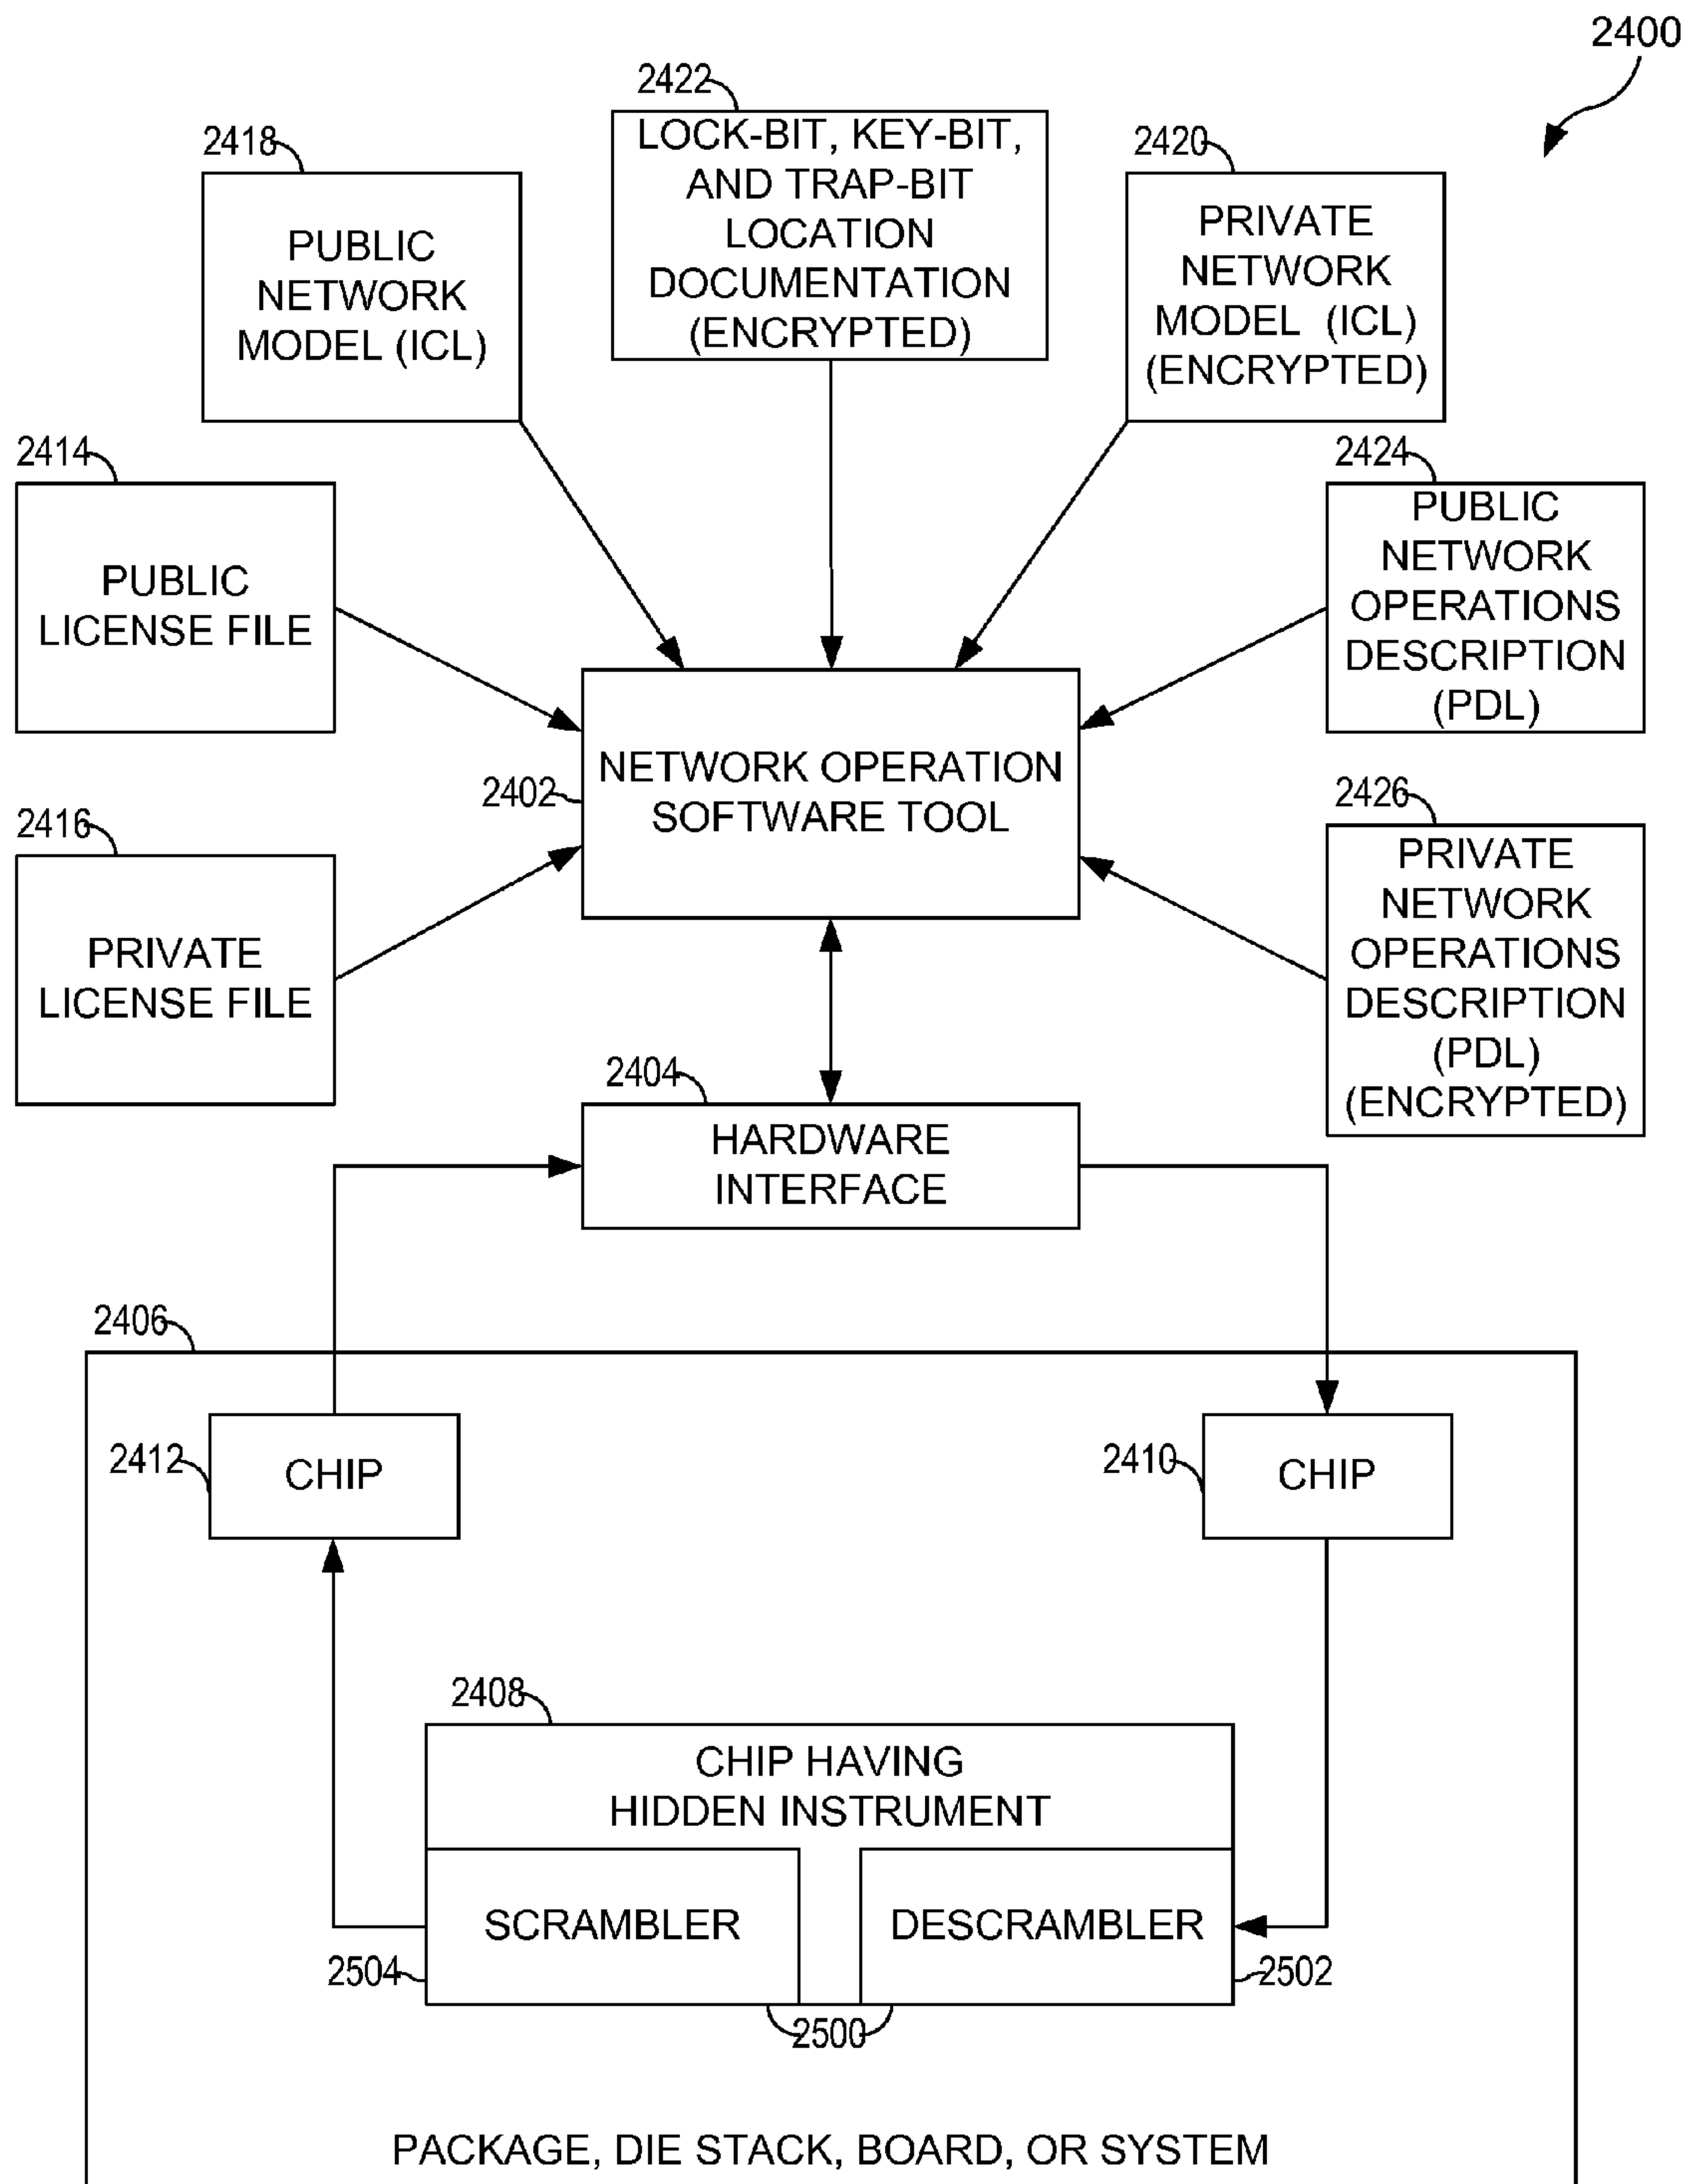 2400
2422
LOCK-BIT, KEY-BIT,
AND TRAP-BIT
LOCATION
DOCUMENTATION
(ENCRYPTED)
2418
PUBLIC
NETWORK
MODEL (ICL)
2420
PRIVATE
NETWORK
MODEL (ICL)
(ENCRYPTED)
2414
PUBLIC
LICENSE FILE
2424
PUBLIC
NETWORK
OPERATIONS
DESCRIPTION
(PDL)
2402
NETWORK OPERATION
SOFTWARE TOOL
2416
PRIVATE
LICENSE FILE
2426
PRIVATE
NETWORK
OPERATIONS
DESCRIPTION
(PDL)
(ENCRYPTED)
2404
HARDWARE
INTERFACE
2406
2412
CHIP
2410
CHIP
2408
CHIP HAVING
HIDDEN INSTRUMENT
SCRAMBLER
DESCRAMBLER
2504
2502
2500
PACKAGE, DIE STACK, BOARD, OR SYSTEM